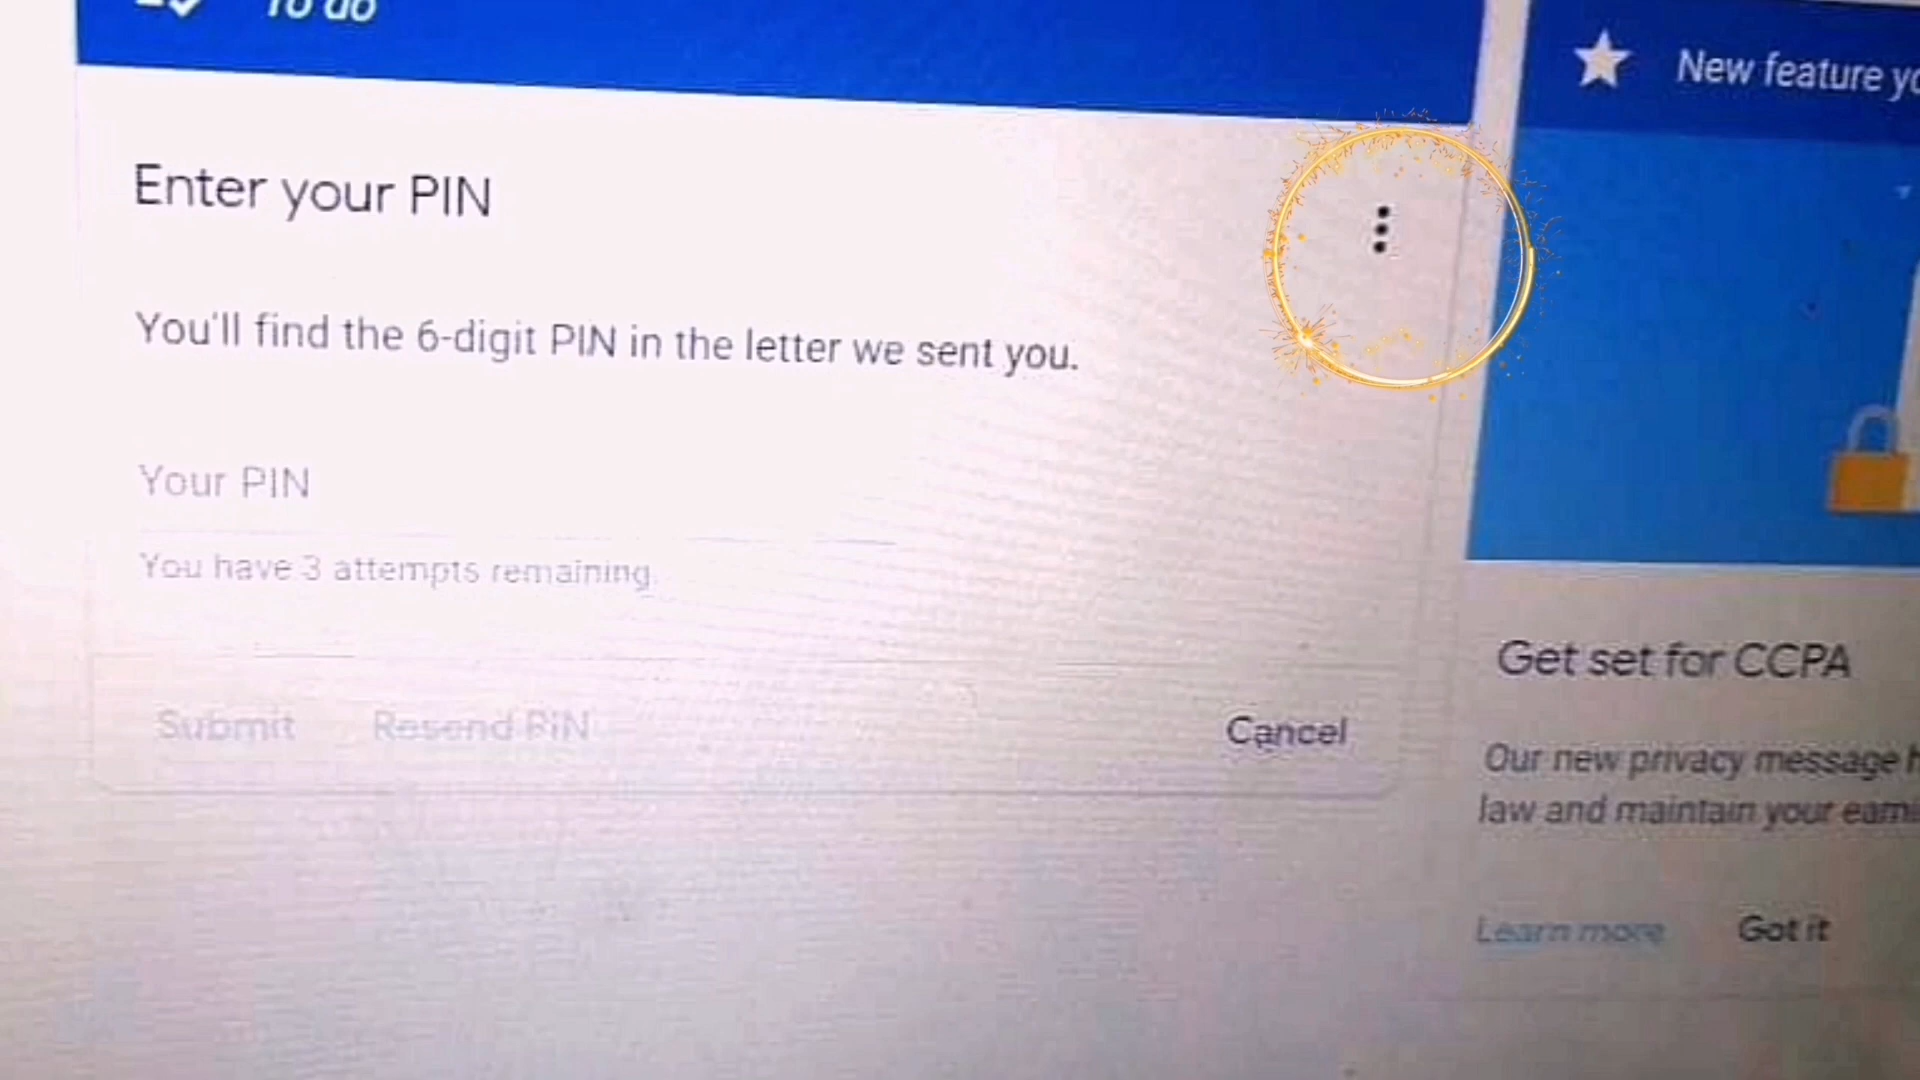 To do
Enter your PIN
You'll find the 6-digit PIN in the letter we sent you.
Your PIN
You have 3 attempts remaining.
Submit
Resend PIN
Cancel
New feature
Get set for CCPA
Our new privacy message
law and maintain your
Learn more
Got it